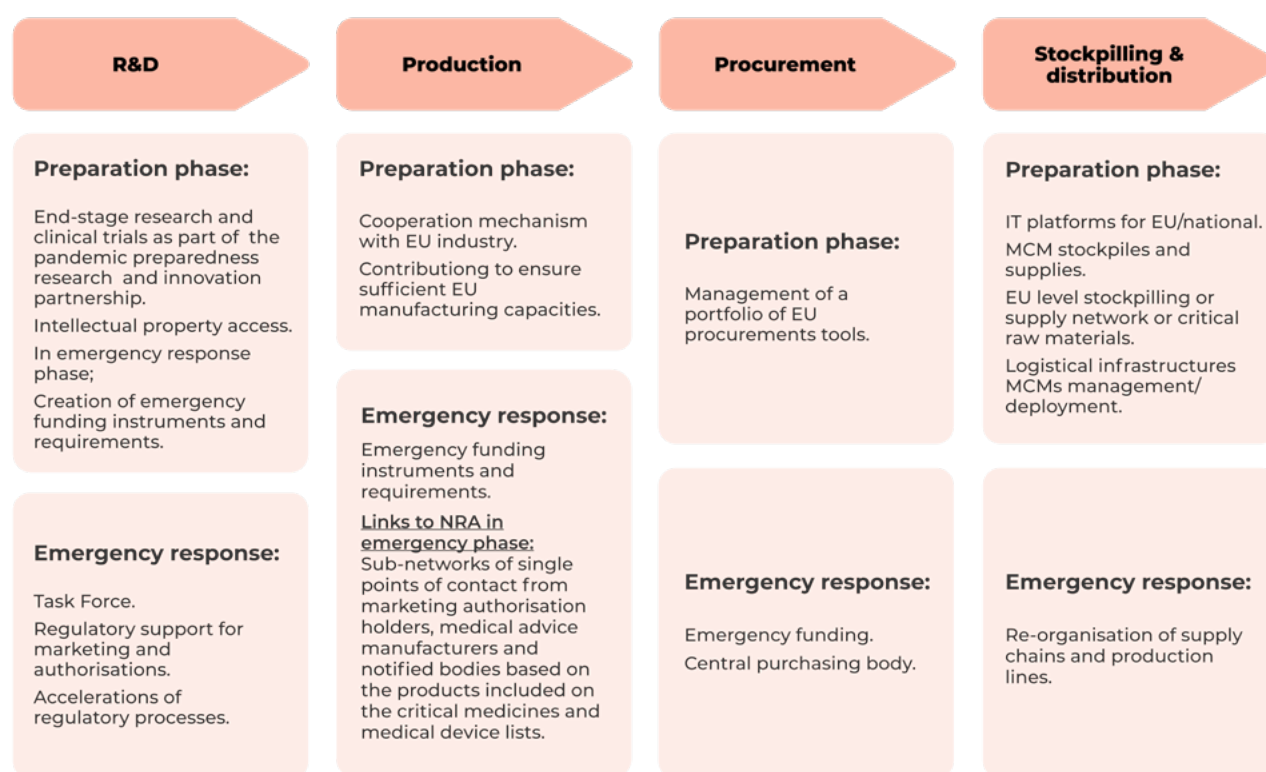 R&D
Preparation phase:
End-stage research and
clinical trials as part of the
pandemic preparedness
research and innovation
partnership.
Intellectual property access.
In emergency response
phase;
Creation of emergency
funding instruments and
requirements.
Emergency response:
Task Force.
Regulatory support for
marketing and
authorisations.
Accelerations of
regulatory processes.
Production
Preparation phase:
Cooperation mechanism
with EU industry.
Contributiong to ensure
sufficient EU
manufacturing capacities.
Emergency response:
Emergency funding
instruments and
requirements.
Links to NRA in
emergency phase:
Sub-networks of single
points of contact from
marketing authorisation
holders, medical advice
manufacturers and
notified bodies based on
the products included on
the critical medicines and
medical device lists.
Procurement
Preparation phase:
Management of a
portfolio of EU
procurements tools.
Emergency response:
Emergency funding.
Central purchasing body.
Stockpilling &
distribution
Preparation phase:
IT platforms for EU/national.
MCM stockpiles and
supplies.
EU level stockpilling or
supply network or critical
raw materials.
Logistical infrastructures
MCMs management/
deployment.
Emergency response:
Re-organisation of supply
chains and production
lines.